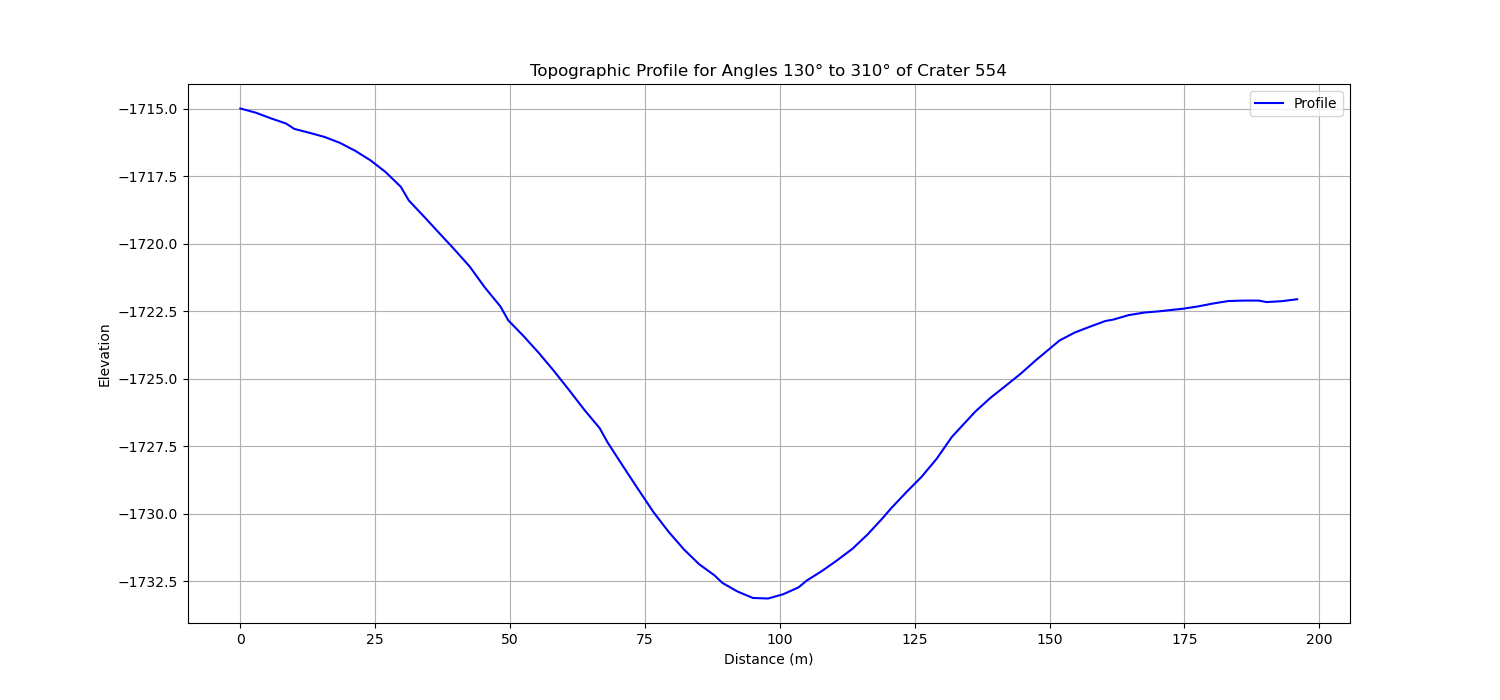 Topographic Profile for Angles 130° to 310° of Crater 554
Profile
−1715.0
−1717.5
−1720.0
−1722.5
−1725.0
−1727.5
−1730.0
−1732.5
Elevation
0 25 50 75 100 125 150 175 200
Distance (m)